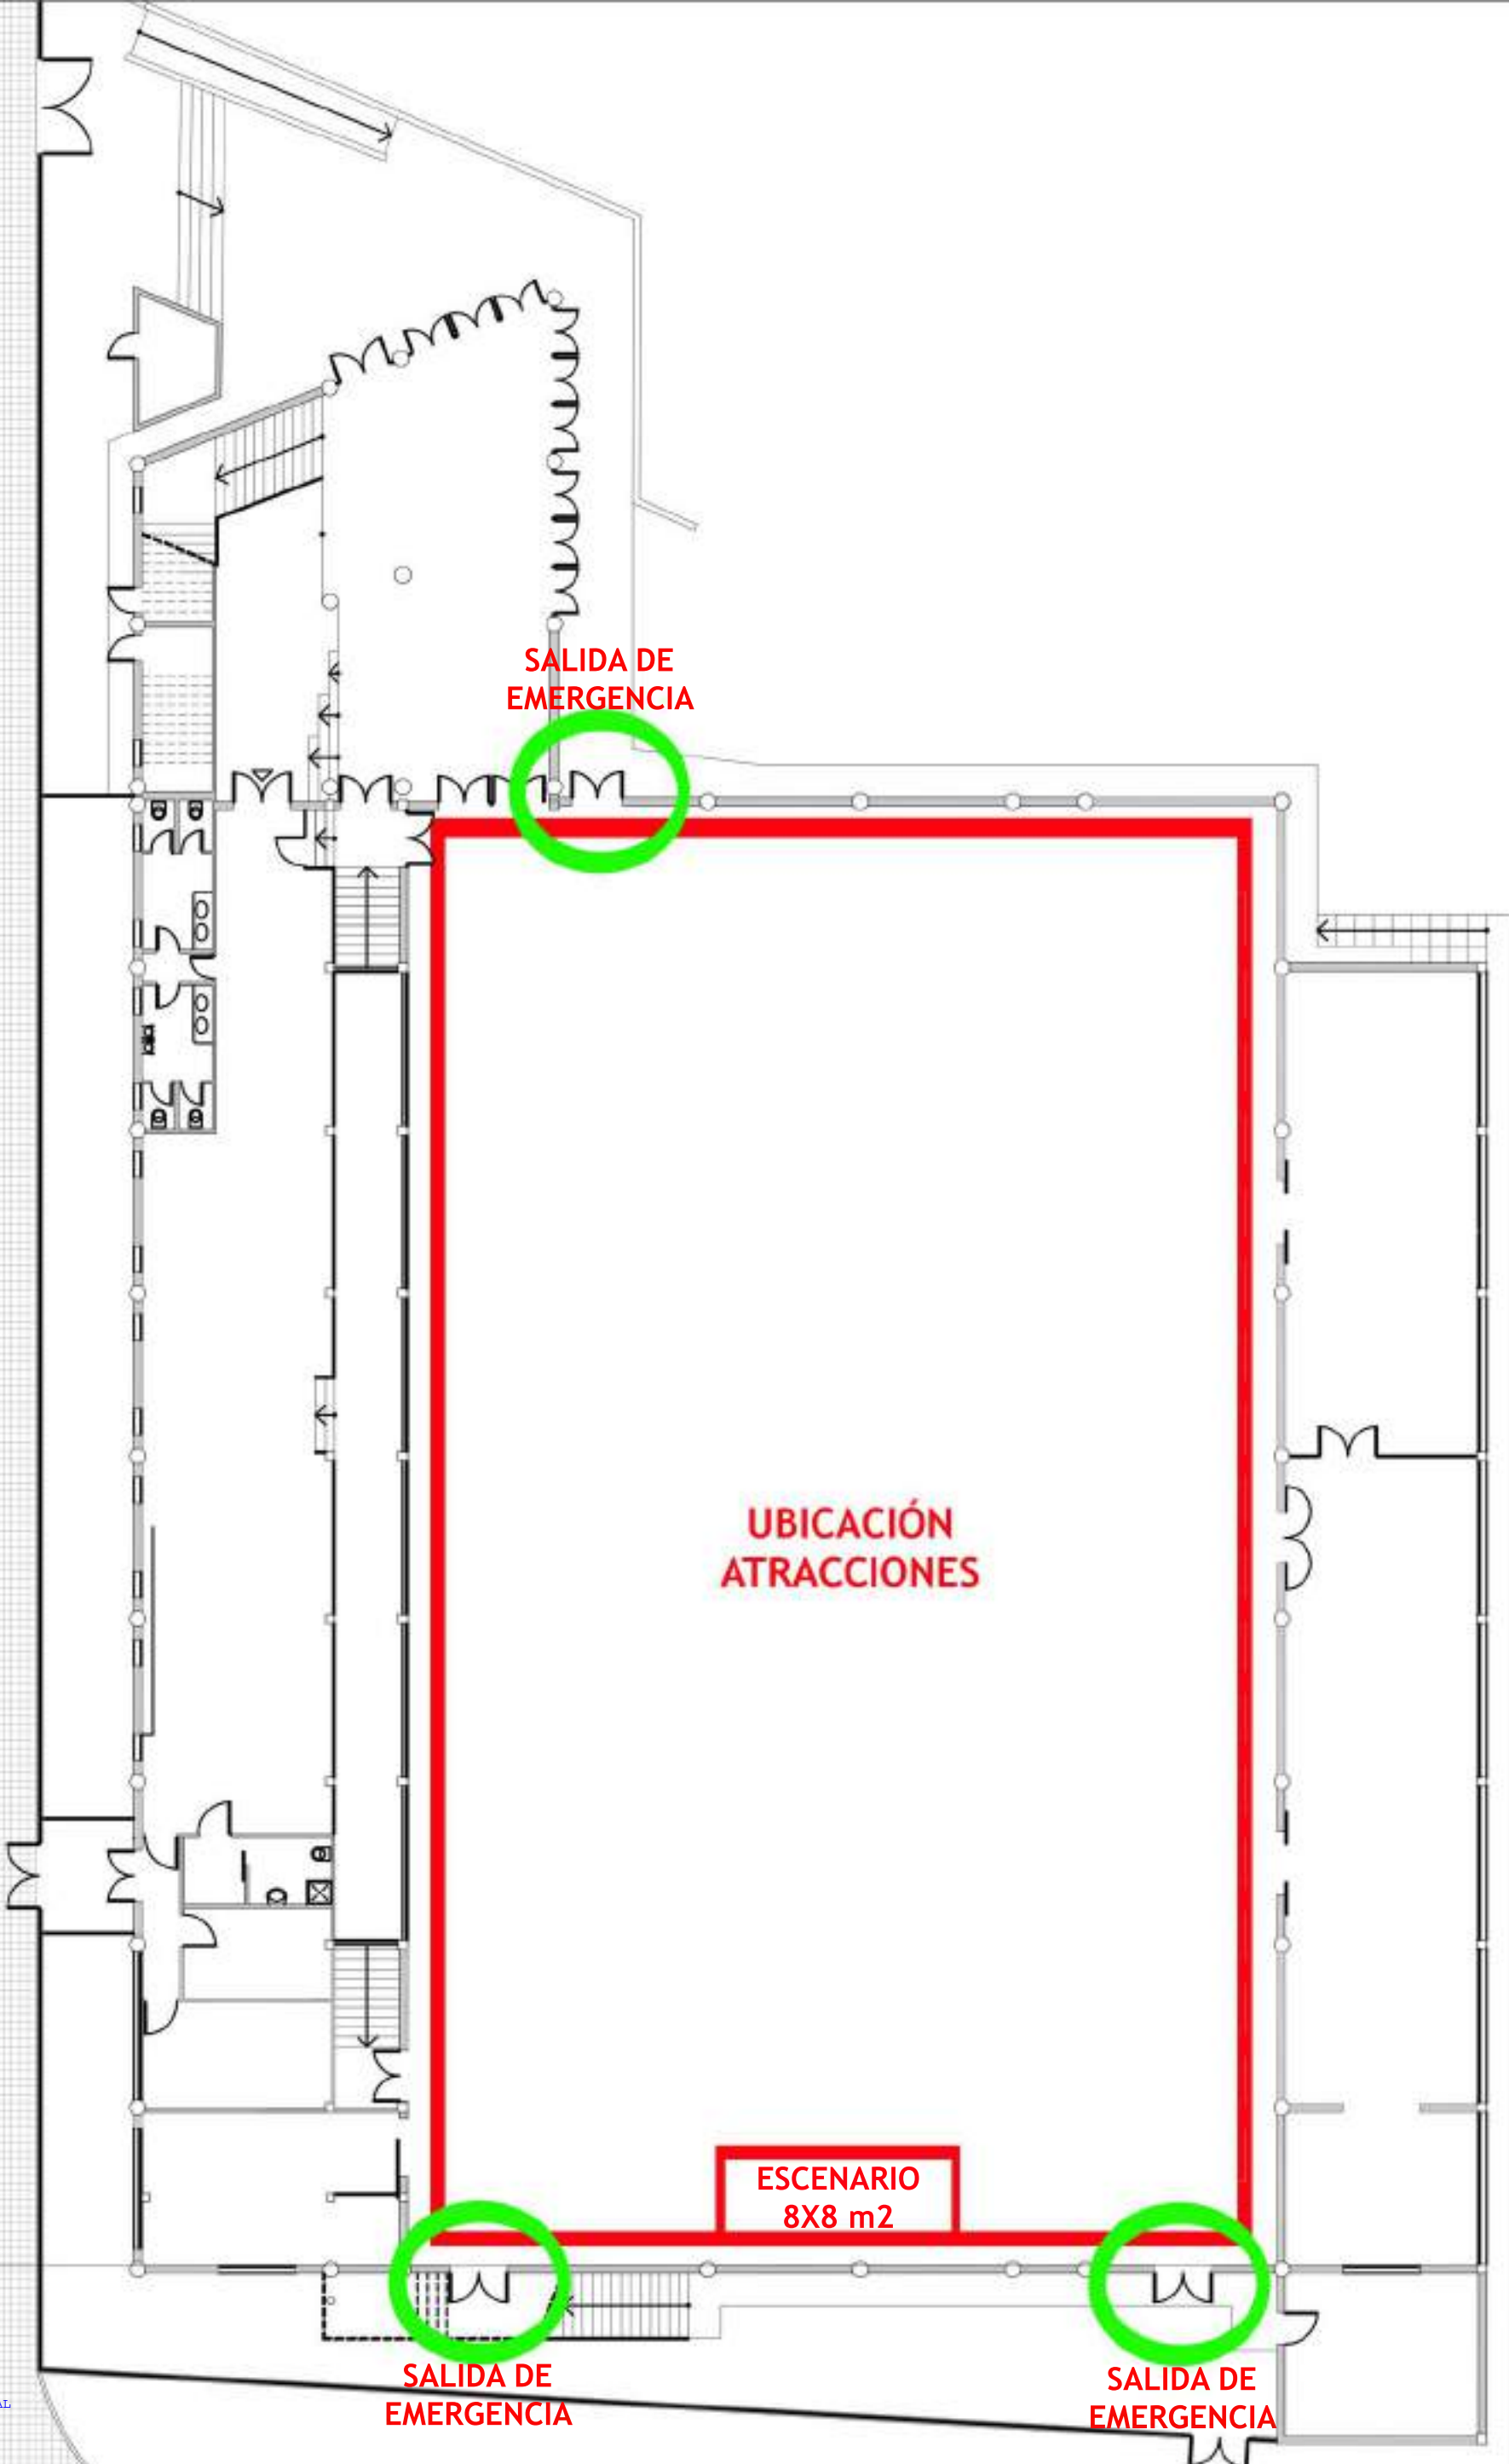 SALIDA DE
EMERGENCIA
UBICACIÓN
ATRACCIONES
ESCENARIO
8X8 m2
SALIDA DE
EMERGENCIA
SALIDA DE
EMERGENCIA